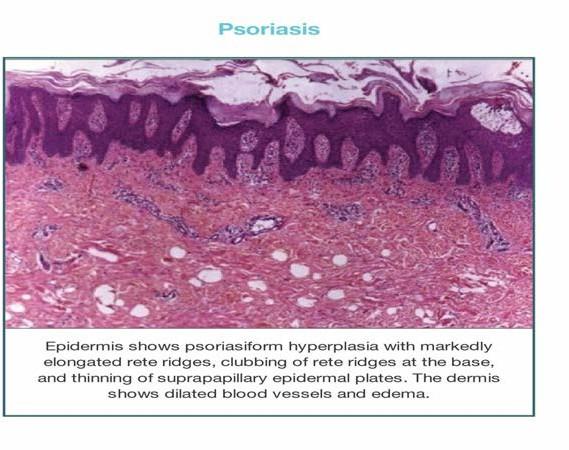 Psoriasis
Epidermis shows psoriasiform hyperplasia with markedly
elongated rete ridges, clubbing of rete ridges at the base,
and thinning of suprapapillary epidermal plates. The dermis
shows dilated blood vessels and edema.